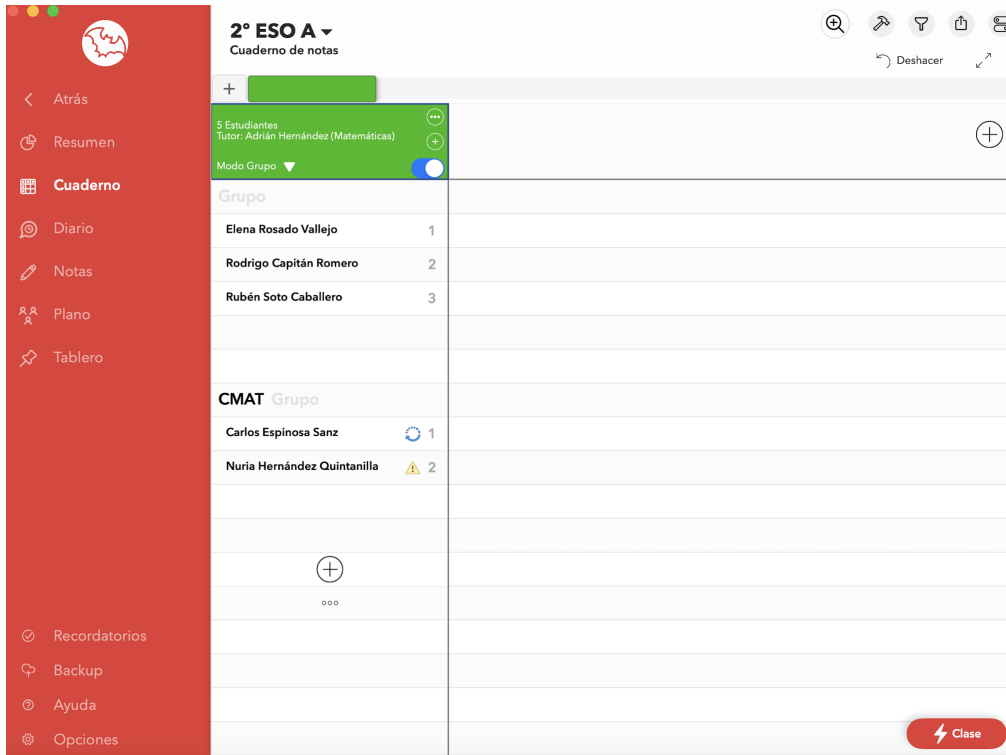 2º ESO A
Cuaderno de notas
Deshacer
Atrás
Resumen
Cuaderno
Diario
Notas
Plano
Tablero
Recordatorios
Backup
Ayuda
Opciones
5 Estudiantes
Tutor: Adrián Hernández (Matemáticas)
Modo Grupo
Grupo
Elena Rosado Vallejo 1
Rodrigo Capitán Romero 2
Rubén Soto Caballero 3
CMAT Grupo
Carlos Espinosa Sanz 1
Nuria Hernández Quintanilla 2
Clase